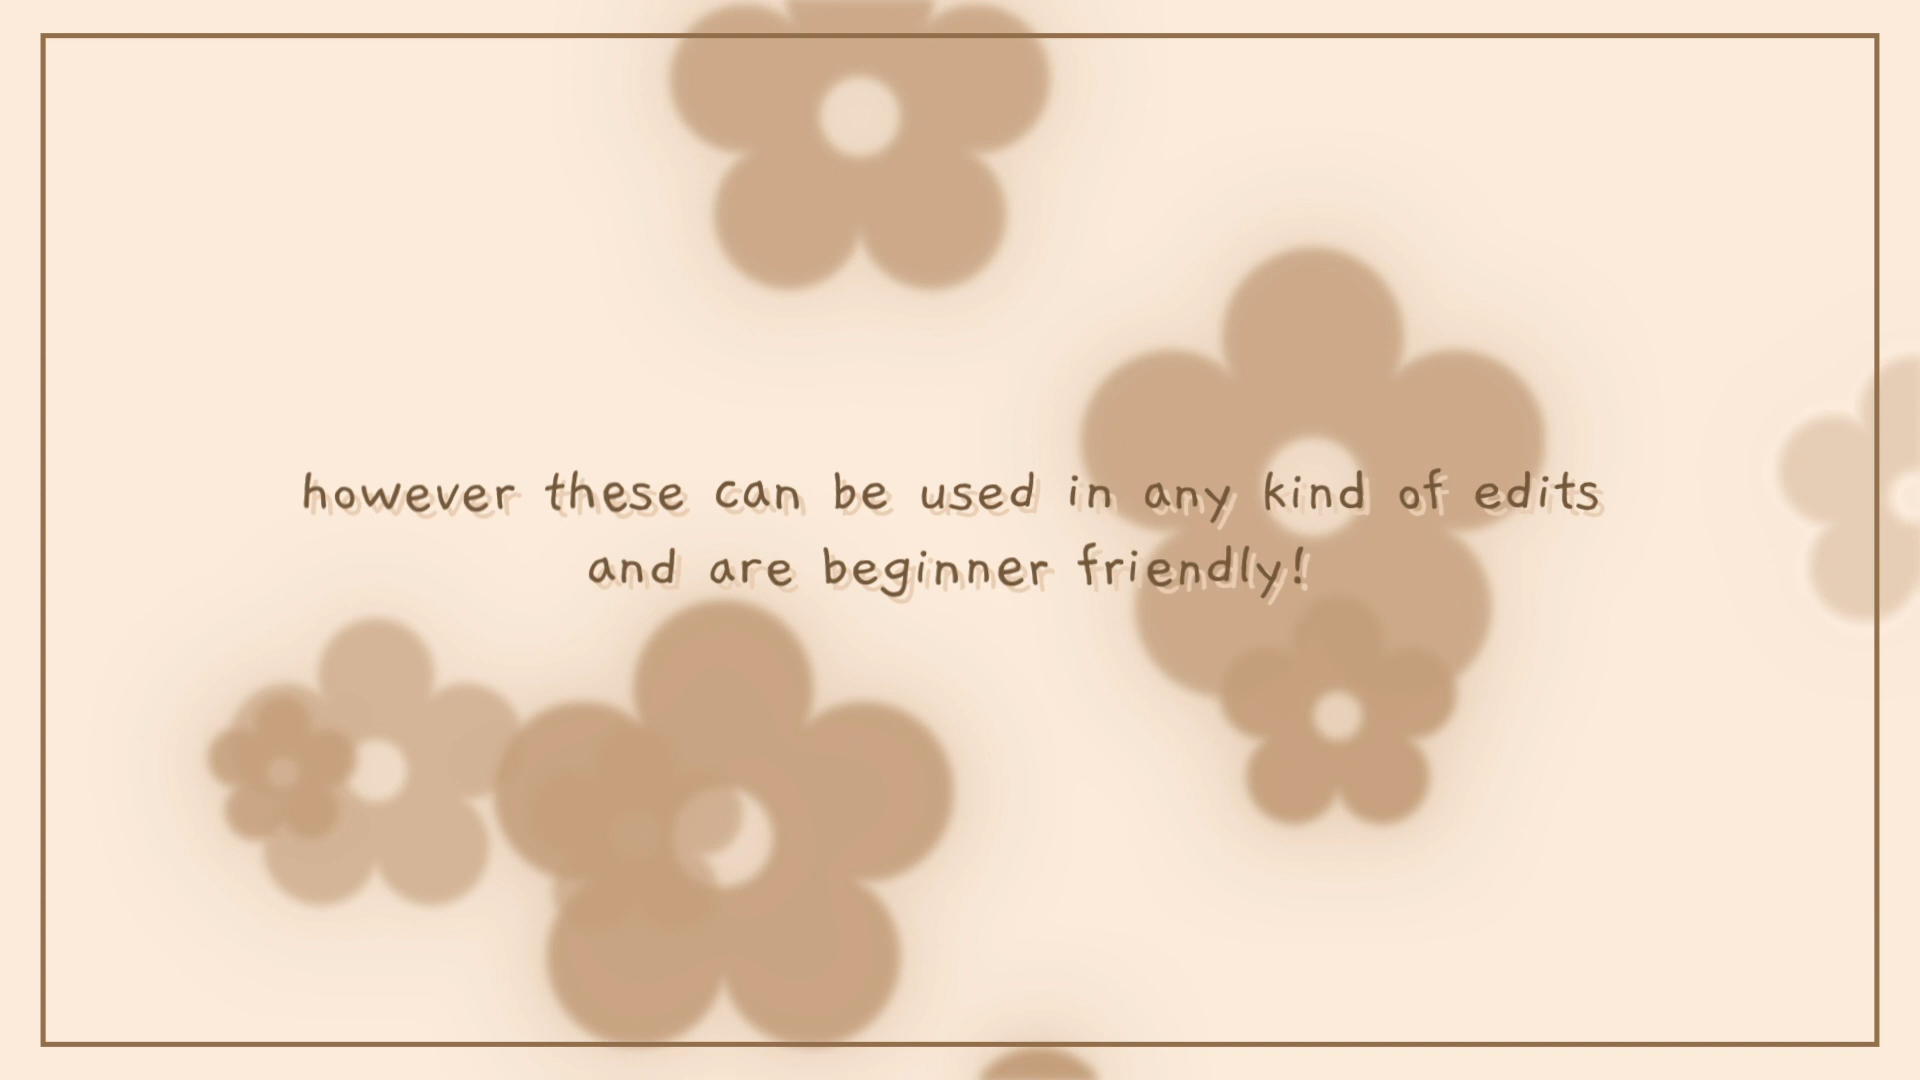 however these can be used in any kind of edits
and are beginner friendly!